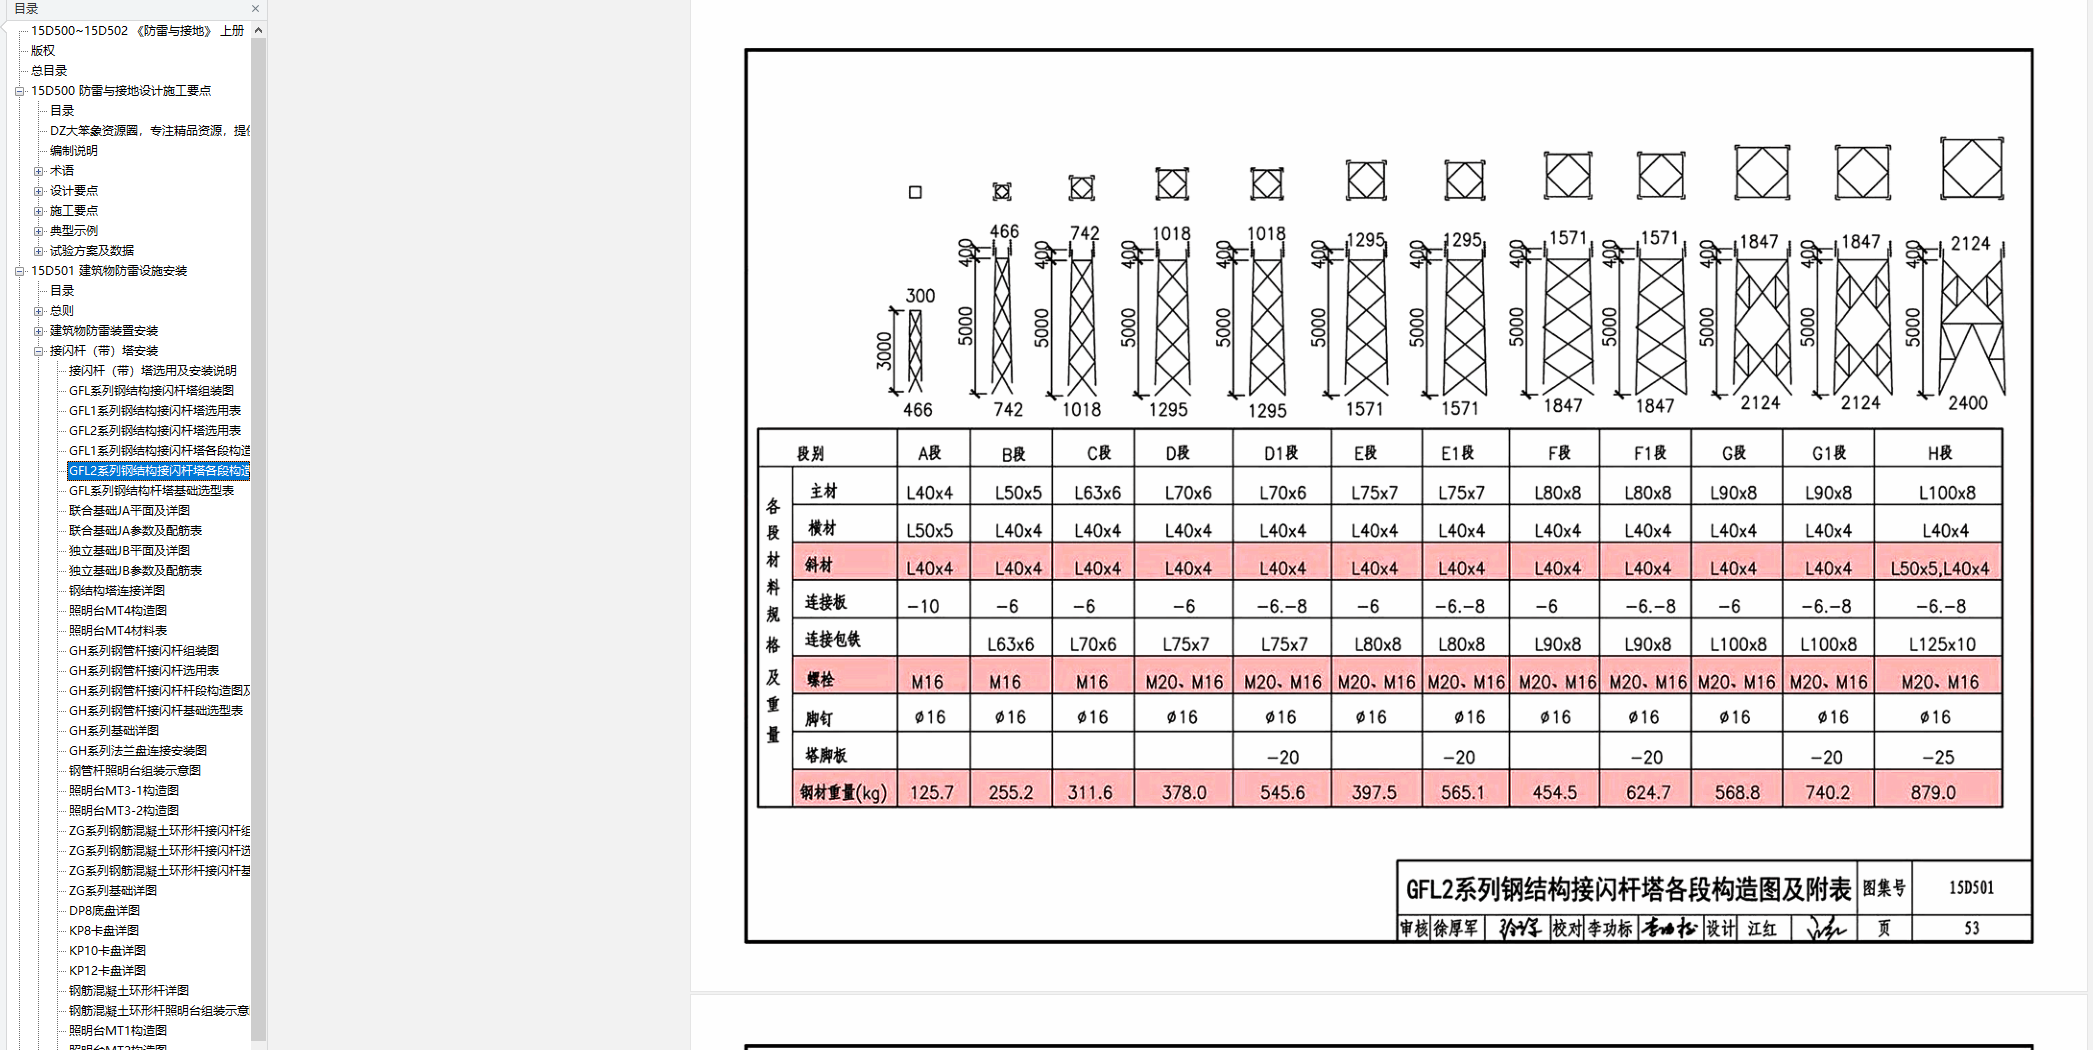 目录
15D500~15D502 《防雷与接地》 上册
版权
总目录
15D500 防雷与接地设计施工要点
目录
DZ大笨象资源圈，专注精品资源，提供
编制说明
术语
设计要点
施工要点
典型示例
试验方案及数据
15D501 建筑物防雷设施安装
目录
总则
建筑物防雷装置安装
接闪杆（带）塔安装
接闪杆（带）塔选用及安装说明
GFL系列钢结构接闪杆塔组装图
GFL1系列钢结构接闪杆塔选用表
GFL2系列钢结构接闪杆塔选用表
GFL1系列钢结构接闪杆塔各段构造
GFL2系列钢结构接闪杆塔各段构造
GFL系列钢结构杆塔基础选型表
联合基础JA平面及详图
联合基础JA参数及配筋表
独立基础JB平面及详图
独立基础JB参数及配筋表
钢结构塔连接详图
照明台MT4构造图
照明台MT4材料表
GH系列钢管杆接闪杆组装图
GH系列钢管杆接闪杆选用表
GH系列钢管杆接闪杆杆段构造图及
GH系列钢管杆接闪杆基础选型表
GH系列基础详图
GH系列法兰盘连接安装图
钢管杆照明台组装示意图
照明台MT3-1构造图
照明台MT3-2构造图
ZG系列钢筋混凝土环形杆接闪杆组
ZG系列钢筋混凝土环形杆接闪杆选
ZG系列钢筋混凝土环形杆接闪杆基
ZG系列基础详图
DP8底盘详图
KP8卡盘详图
KP10卡盘详图
KP12卡盘详图
钢筋混凝土环形杆详图
钢筋混凝土环形杆照明台组装示意
照明台MT1构造图
照明台MT2构造图
300 466 742 1018 1018 1295 1295 1571 1571 1847 1847 2124
400 400 400 400 400 400 400 400 400 400 400
3000 5000 5000 5000 5000 5000 5000 5000 5000 5000 5000 5000
466 742 1018 1295 1295 1571 1571 1847 1847 2124 2124 2400
段别 A段 B段 C段 D段 D1段 E段 E1段 F段 F1段 G段 G1段 H段
各段材料规格及重量
主材 L40x4 L50x5 L63x6 L70x6 L70x6 L75x7 L75x7 L80x8 L80x8 L90x8 L90x8 L100x8
横材 L50x5 L40x4 L40x4 L40x4 L40x4 L40x4 L40x4 L40x4 L40x4 L40x4 L40x4 L40x4
斜材 L40x4 L40x4 L40x4 L40x4 L40x4 L40x4 L40x4 L40x4 L40x4 L40x4 L40x4 L50x5,L40x4
连接板 -10 -6 -6 -6 -6.-8 -6 -6.-8 -6 -6.-8 -6 -6.-8 -6.-8
连接包铁 L63x6 L70x6 L75x7 L75x7 L80x8 L80x8 L90x8 L90x8 L100x8 L100x8 L125x10
螺栓 M16 M16 M16 M20、M16 M20、M16 M20、M16 M20、M16 M20、M16 M20、M16 M20、M16 M20、M16 M20、M16
脚钉 ø16 ø16 ø16 ø16 ø16 ø16 ø16 ø16 ø16 ø16 ø16 ø16
塔脚板 -20 -20 -20 -20 -25
钢材重量(kg) 125.7 255.2 311.6 378.0 545.6 397.5 565.1 454.5 624.7 568.8 740.2 879.0
GFL2系列钢结构接闪杆塔各段构造图及附表 图集号 15D501
审核 徐厚军 校对 李功标 李功标 设计 江红 江红 页 53